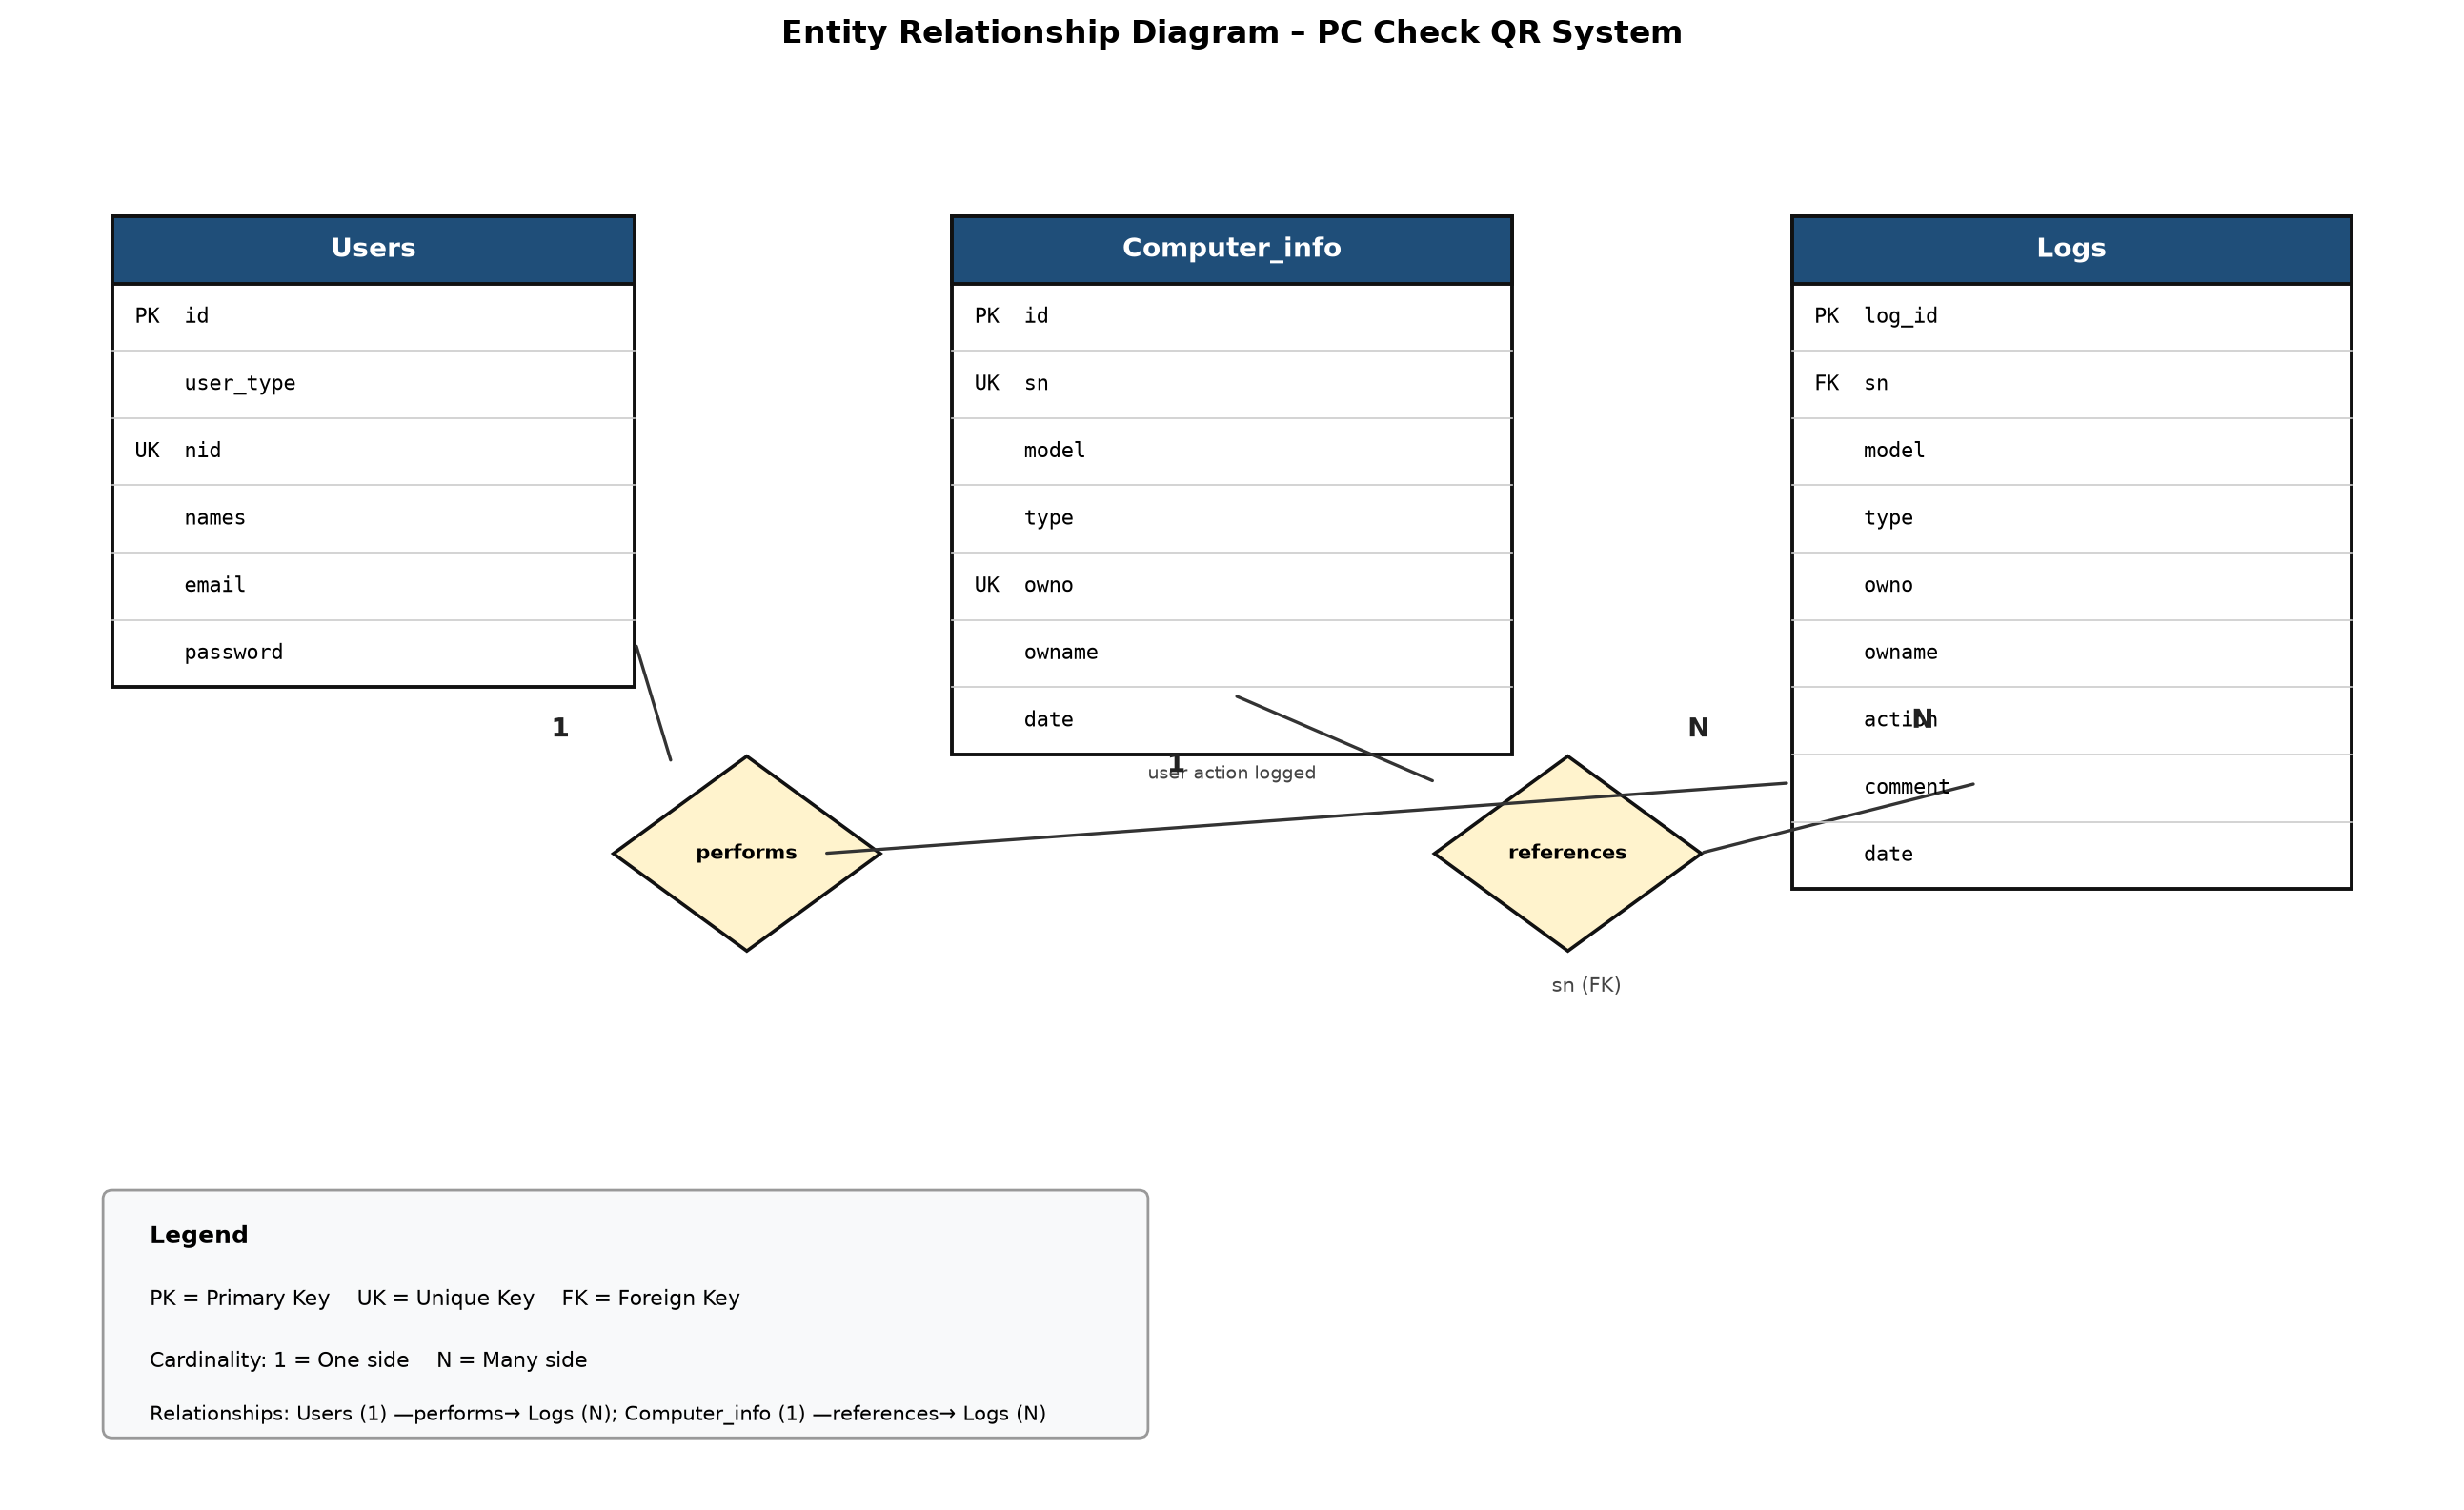 Entity Relationship Diagram – PC Check QR System
Users
PK id
user_type
UK nid
names
email
password
Computer_info
PK id
UK sn
model
type
UK owno
owname
date
Logs
PK log_id
FK sn
model
type
owno
owname
action
comment
date
1
N
N
1
user action logged
performs
references
sn (FK)
Legend
PK = Primary Key UK = Unique Key FK = Foreign Key
Cardinality: 1 = One side N = Many side
Relationships: Users (1) —performs→ Logs (N); Computer_info (1) —references→ Logs (N)